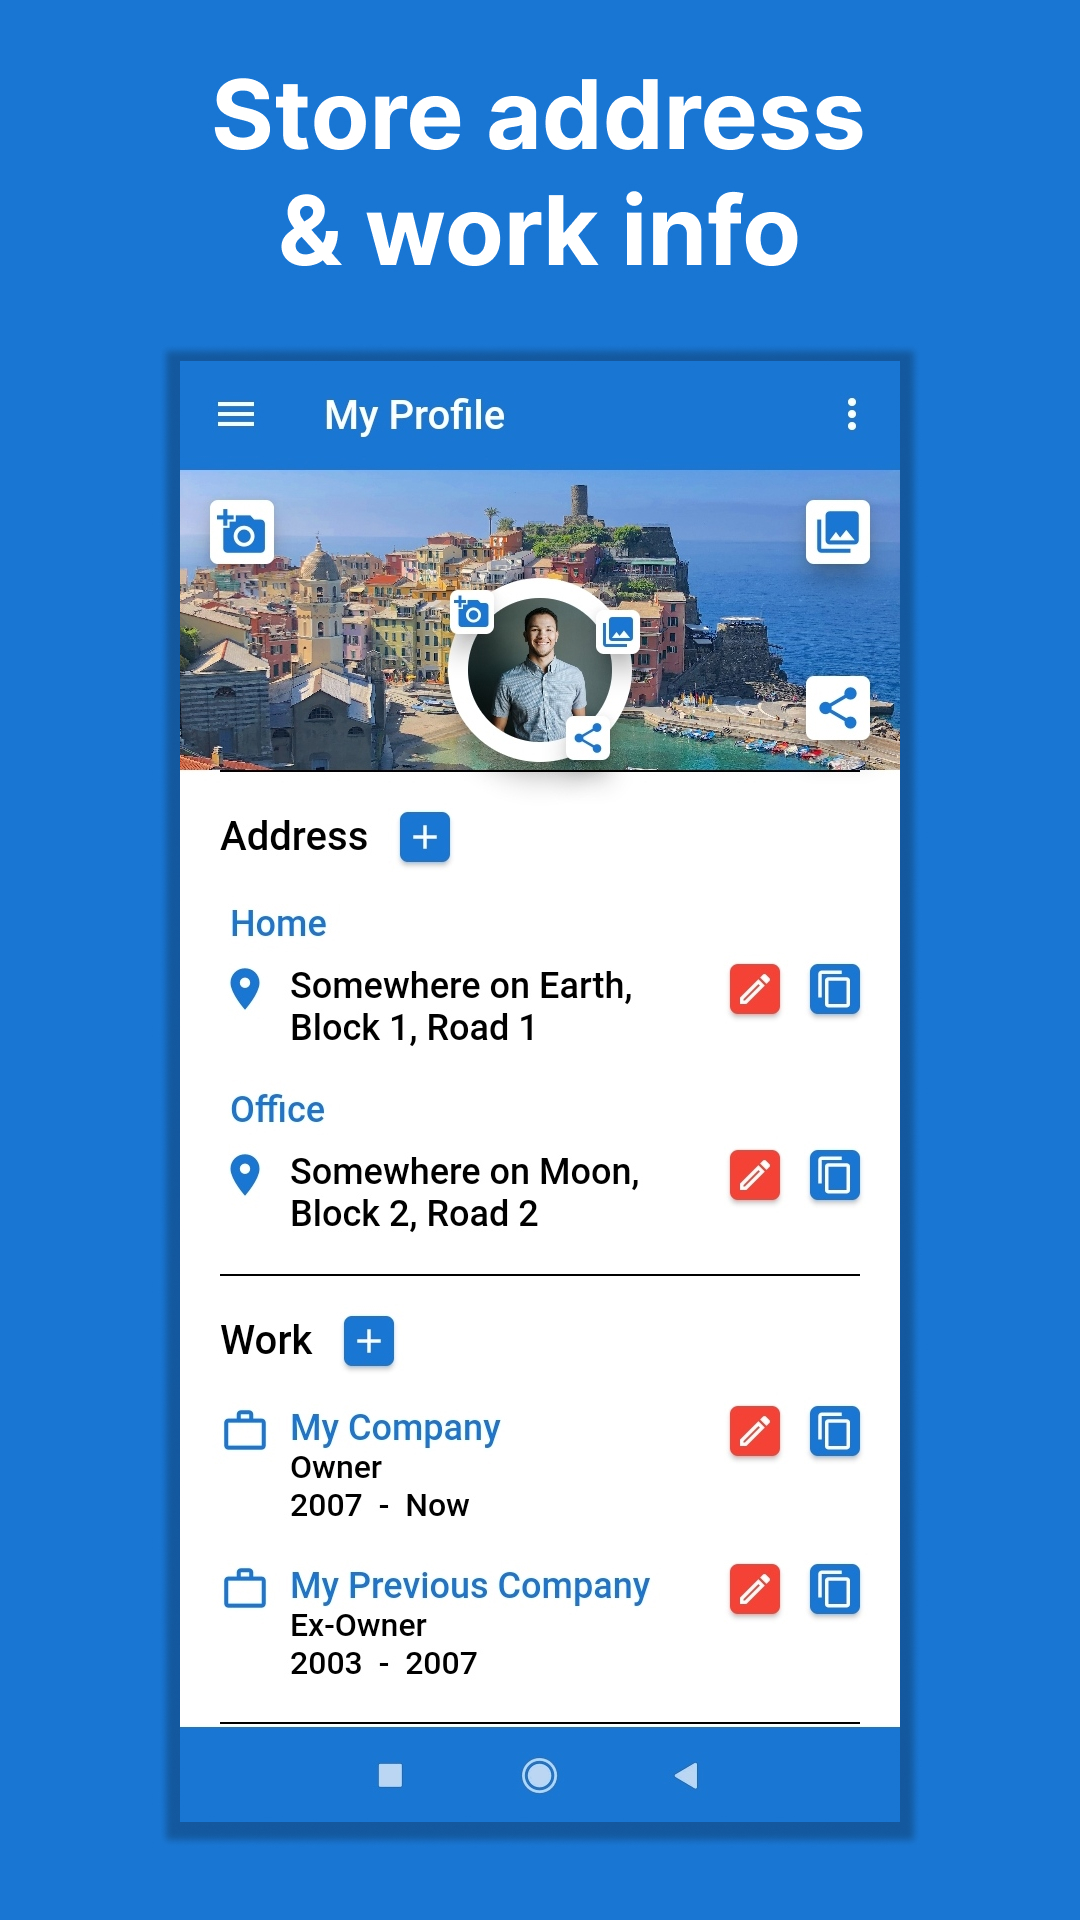 Store address
& work info
My Profile
Address
Home
Somewhere on Earth,
Block 1, Road 1
Office
Somewhere on Moon,
Block 2, Road 2
Work
My Company
Owner
2007 - Now
My Previous Company
Ex-Owner
2003 - 2007